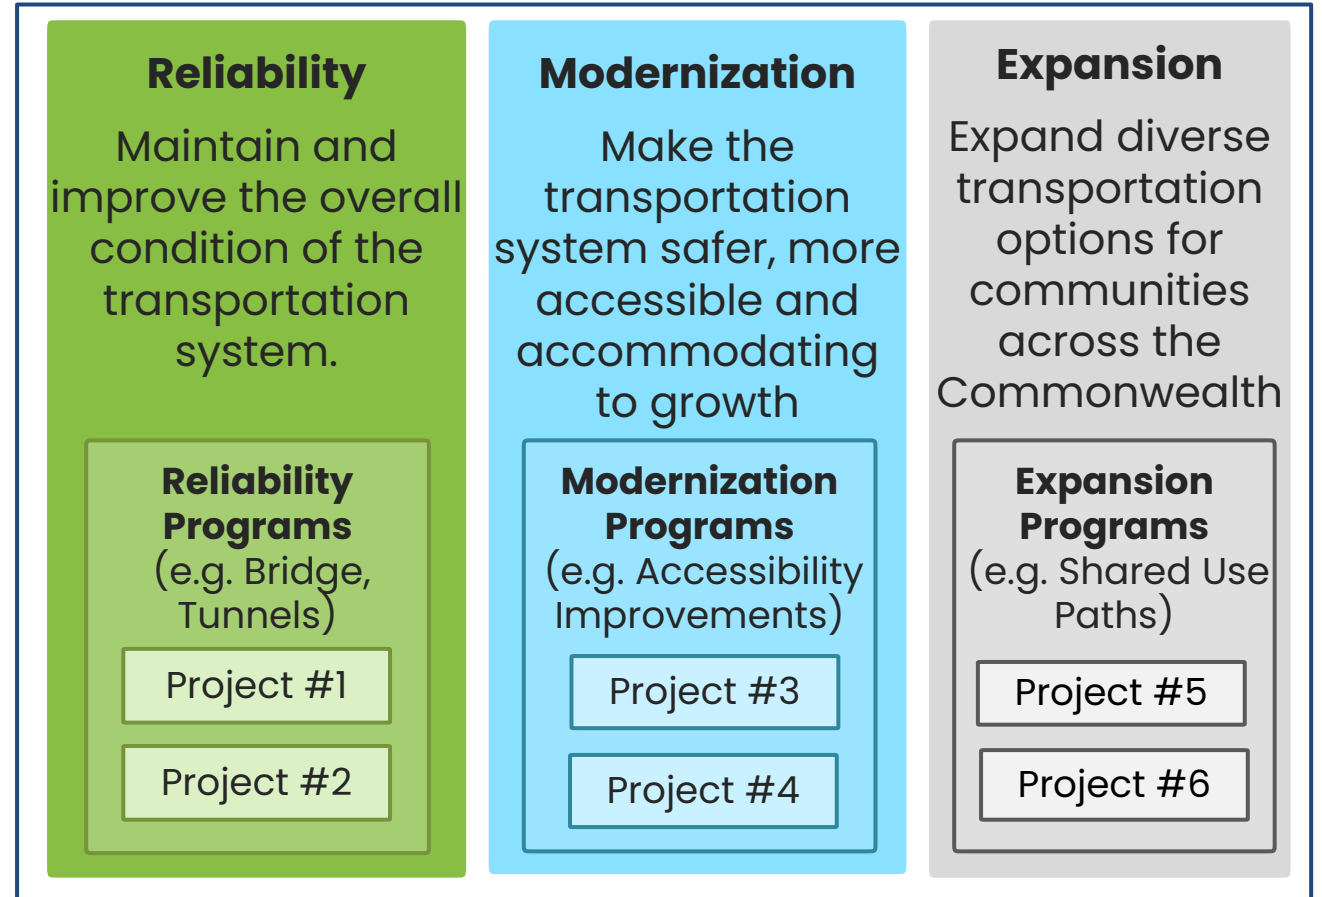 Reliability
Maintain and
improve the overall
condition of the
transportation
system.
Reliability
Programs
(e.g. Bridge,
Tunnels)
Project #1
Project #2
Modernization
Make the
transportation
system safer, more
accessible and
accommodating
to growth
Modernization
Programs
(e.g. Accessibility
Improvements)
Project #3
Project #4
Expansion
Expand diverse
transportation
options for
communities
across the
Commonwealth
Expansion
Programs
(e.g. Shared Use
Paths)
Project #5
Project #6